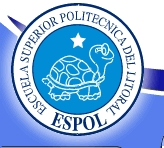 ESCUELA SUPERIOR POLITECNICA DEL LITORAL
ESPOL